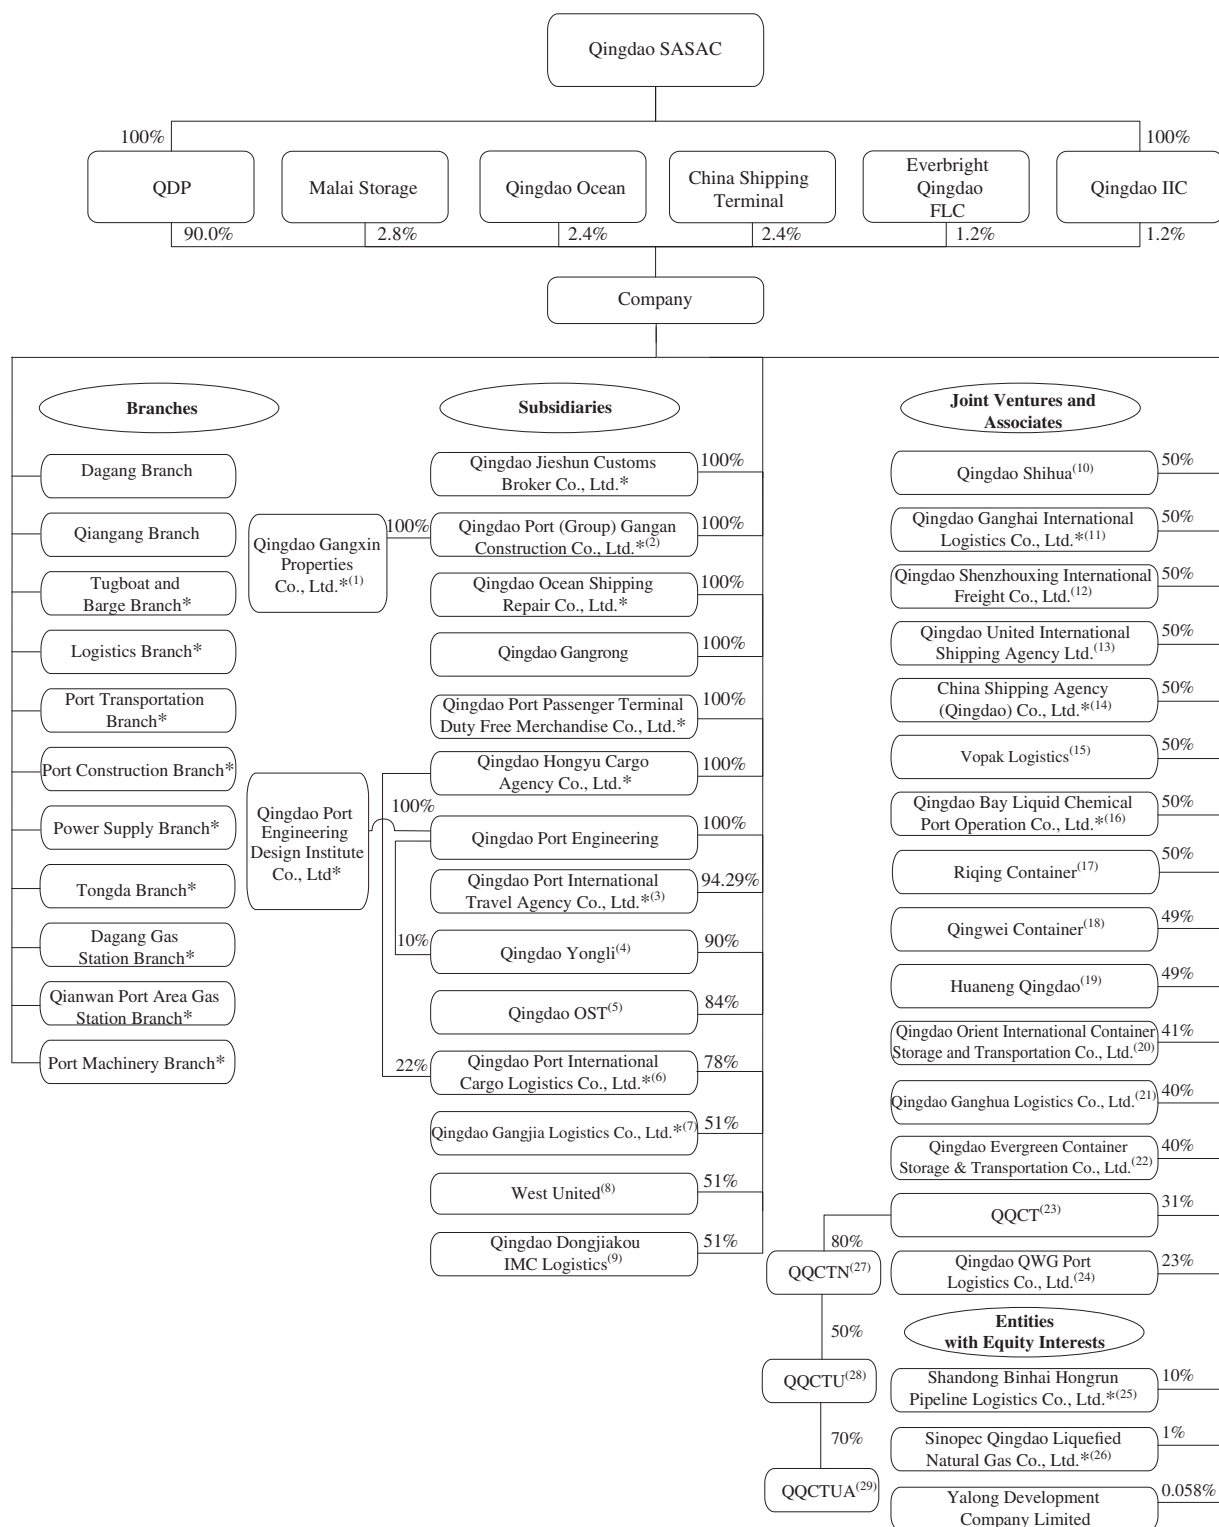 Qingdao SASAC
100%
100%
QDP
Malai Storage
Qingdao Ocean
China Shipping
Terminal
Everbright
Qingdao
FLC
Qingdao IIC
90.0%
2.8%
2.4%
2.4%
1.2%
1.2%
Company
Branches
Dagang Branch
Qiangang Branch
Tugboat and
Barge Branch*
Logistics Branch*
Port Transportation
Branch*
Port Construction Branch*
Power Supply Branch*
Tongda Branch*
Dagang Gas
Station Branch*
Qianwan Port Area Gas
Station Branch*
Port Machinery Branch*
Qingdao Gangxin
Properties
Co., Ltd.*(1)
100%
Qingdao Port
Engineering
Design Institute
Co., Ltd*
100%
10%
22%
Subsidiaries
Qingdao Jieshun Customs
Broker Co., Ltd.*
100%
Qingdao Port (Group) Gangan
Construction Co., Ltd.*(2)
100%
Qingdao Ocean Shipping
Repair Co., Ltd.*
100%
Qingdao Gangrong
100%
Qingdao Port Passenger Terminal
Duty Free Merchandise Co., Ltd.*
100%
Qingdao Hongyu Cargo
Agency Co., Ltd.*
100%
Qingdao Port Engineering
100%
Qingdao Port International
Travel Agency Co., Ltd.*(3)
94.29%
Qingdao Yongli(4)
90%
Qingdao OST(5)
84%
Qingdao Port International
Cargo Logistics Co., Ltd.*(6)
78%
Qingdao Gangjia Logistics Co., Ltd.*(7)
51%
West United(8)
51%
Qingdao Dongjiakou
IMC Logistics(9)
51%
Joint Ventures and
Associates
Qingdao Shihua(10)
50%
Qingdao Ganghai International
Logistics Co., Ltd.*(11)
50%
Qingdao Shenzhouxing International
Freight Co., Ltd.(12)
50%
Qingdao United International
Shipping Agency Ltd.(13)
50%
China Shipping Agency
(Qingdao) Co., Ltd.*(14)
50%
Vopak Logistics(15)
50%
Qingdao Bay Liquid Chemical
Port Operation Co., Ltd.*(16)
50%
Riqing Container(17)
50%
Qingwei Container(18)
49%
Huaneng Qingdao(19)
49%
Qingdao Orient International Container
Storage and Transportation Co., Ltd.(20)
41%
Qingdao Ganghua Logistics Co., Ltd.(21)
40%
Qingdao Evergreen Container
Storage & Transportation Co., Ltd.(22)
40%
QQCT(23)
31%
Qingdao QWG Port
Logistics Co., Ltd.(24)
23%
80%
QQCTN(27)
50%
QQCTU(28)
70%
QQCTUA(29)
Entities
with Equity Interests
Shandong Binhai Hongrun
Pipeline Logistics Co., Ltd.*(25)
10%
Sinopec Qingdao Liquefied
Natural Gas Co., Ltd.*(26)
1%
Yalong Development
Company Limited
0.058%